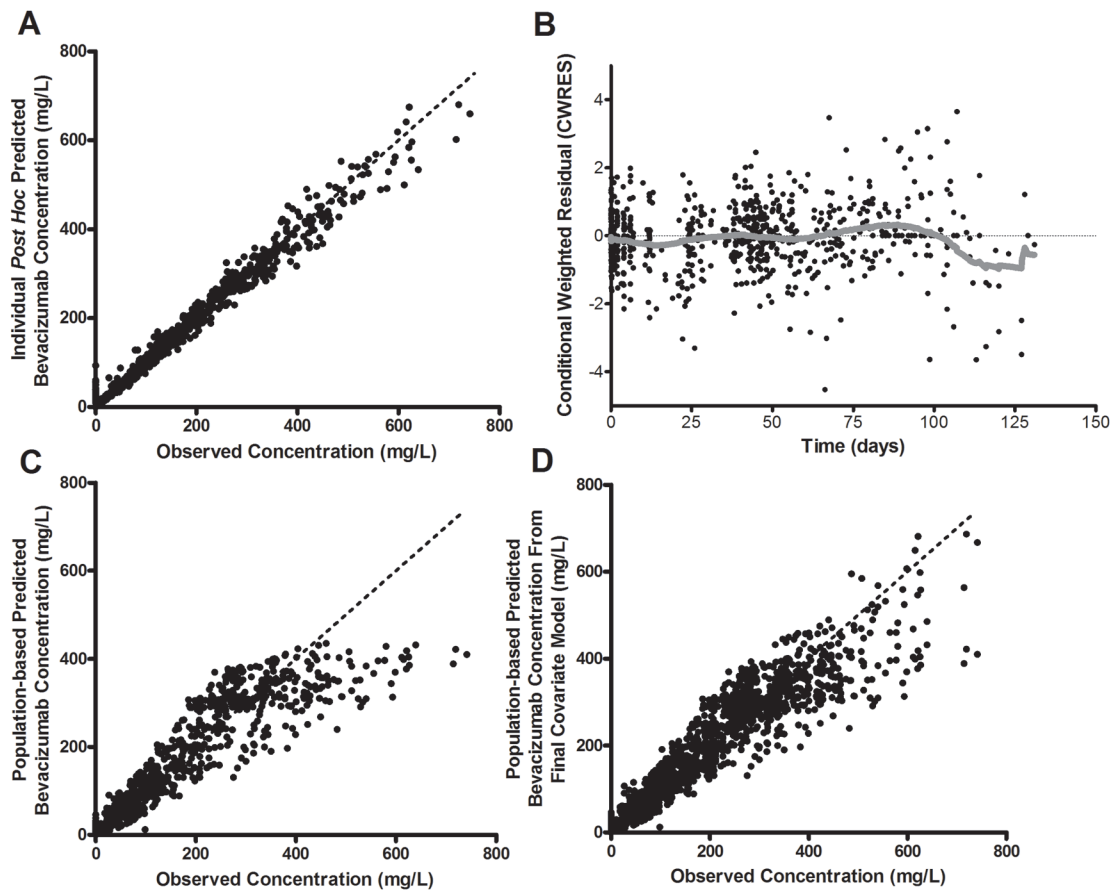 A
Individual Post Hoc Predicted
Bevacizumab Concentration (mg/L)
800
600
400
200
0
0 200 400 600 800
Observed Concentration (mg/L)
B
Conditional Weighted Residual (CWRES)
4
2
0
-2
-4
0 25 50 75 100 125 150
Time (days)
C
Population-based Predicted
Bevacizumab Concentration (mg/L)
800
600
400
200
0
0 200 400 600 800
Observed Concentration (mg/L)
D
Population-based Predicted
Bevacizumab Concentration From
Final Covariate Model (mg/L)
800
600
400
200
0
0 200 400 600 800
Observed Concentration (mg/L)